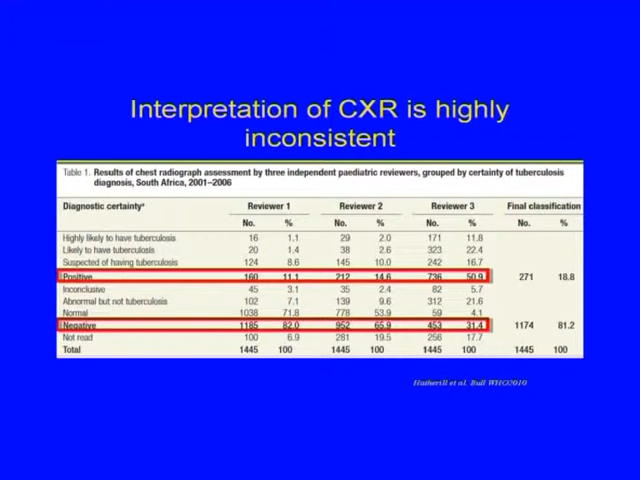 Interpretation of CXR is highly
inconsistent
Table 1. Results of chest radiograph assessment by three independent paediatric reviewers, grouped by certainty of tuberculosis
diagnosis, South Africa, 2001–2006
Diagnostic certaintyª Reviewer 1 Reviewer 2 Reviewer 3 Final classification
No. % No. % No. % No. %
Highly likely to have tuberculosis 16 1.1 29 2.0 171 11.8
Likely to have tuberculosis 20 1.4 38 2.6 323 22.4
Suspected of having tuberculosis 124 8.6 145 10.0 242 16.7
Positive 160 11.1 212 14.6 736 50.9 271 18.8
Inconclusive 45 3.1 35 2.4 82 5.7
Abnormal but not tuberculosis 102 7.1 139 9.6 312 21.6
Normal 1038 71.8 778 53.9 59 4.1
Negative 1185 82.0 952 65.9 453 31.4 1174 81.2
Not read 100 6.9 281 19.5 256 17.7
Total 1445 100 1445 100 1445 100 1445 100
Hatherill et al. Bull WHO2010